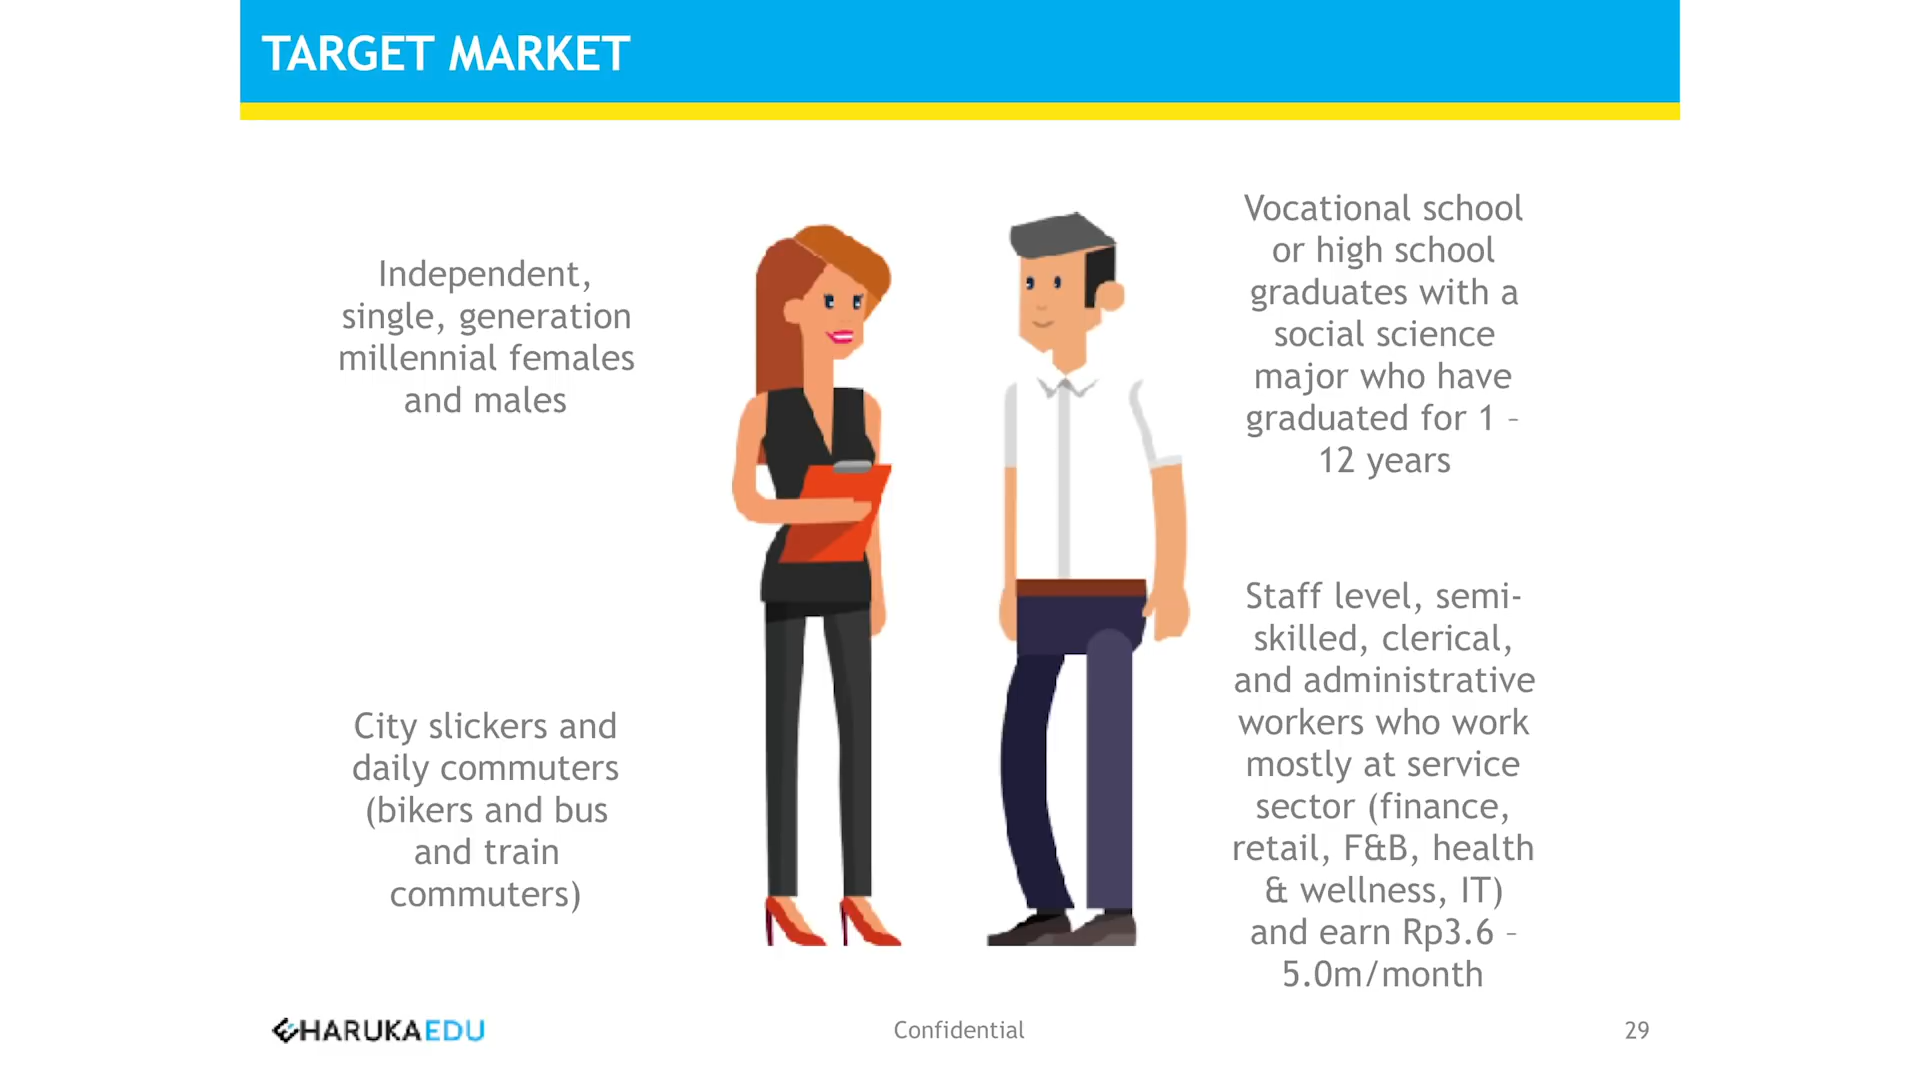 TARGET MARKET
Independent,
single, generation
millennial females
and males
City slickers and
daily commuters
(bikers and bus
and train
commuters)
Vocational school
or high school
graduates with a
social science
major who have
graduated for 1 –
12 years
Staff level, semi-
skilled, clerical,
and administrative
workers who work
mostly at service
sector (finance,
retail, F&B, health
& wellness, IT)
and earn Rp3.6 –
5.0m/month
HARUKAEDU
Confidential
29